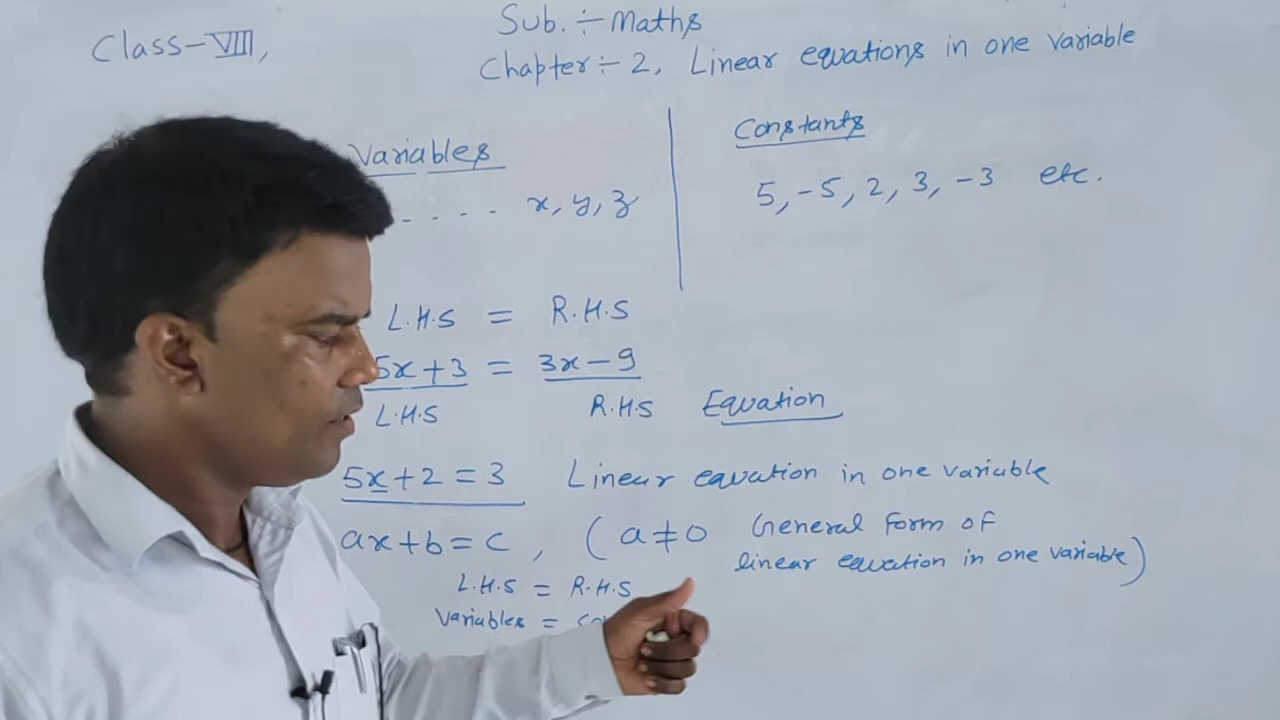 Class-VIII,
Sub. ÷ Maths
Chapter ÷ 2, Linear equations in one variable
Variables
. - - . x, y, z
Constants
5, -5, 2, 3, -3 etc.
L.H.S = R.H.S
5x+3 = 3x-9
L.H.S R.H.S Equation
5x+2=3 Linear equation in one variable
ax+b=c, (a≠0 General form of
linear equation in one variable)
L.H.S = R.H.S
Variables =